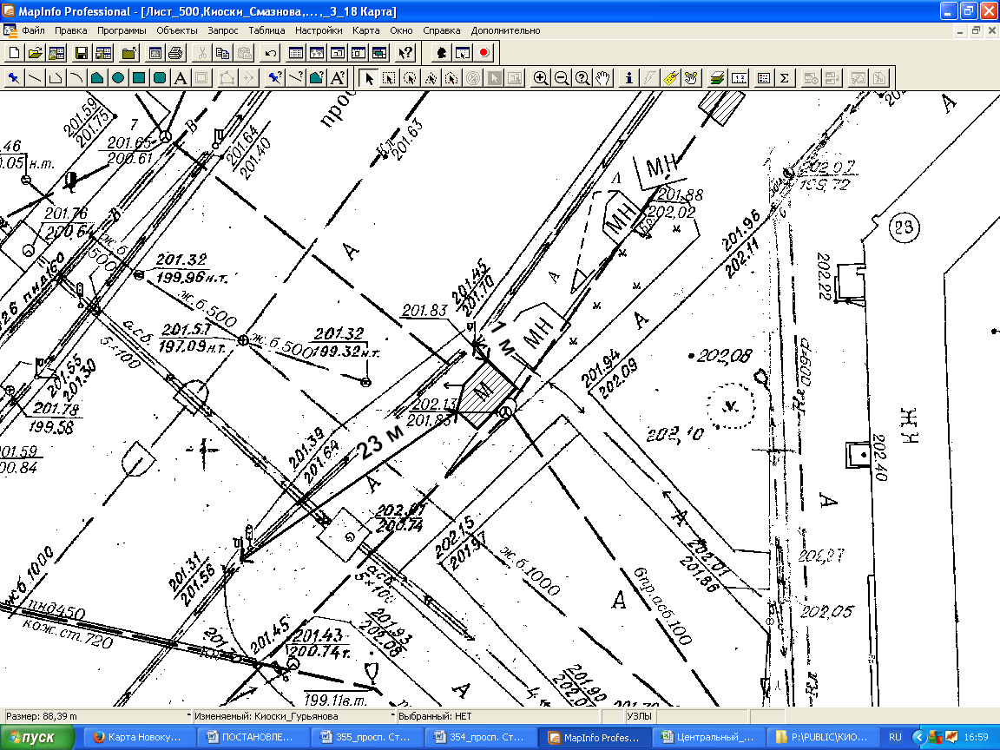 MapInfo Professional - [Лист_500,Киоски_Смазнова,...,_3_18 Карта]
Файл Правка Программы Объекты Запрос Таблица Настройки Карта Окно Справка Дополнительно
201.59
201.75
7
201.65
200.61
В
201.64
201.40
кл
201.63
А
.46
0.05 н.т.
201.76
200.64
В
ж.б.
1500
201.32
199.96 н.т.
ж.б.500
201.57
197.09 н.т.
ж.б.500
201.32
199.32 н.т.
асб.
5×100
201.55
201.30
201.78
199.58
201.59
00.84
А
201.83
201.45
201.70
1 м
МН
МН
МН
Л
201.88
202.02
А
А
201.96
202.11
202.07
199.72
23
202.22
202,08
202,10
201.94
202.09
ЖН
202.40
М
202.13
201.83
23 м
201.39
201.64
А
202.07
200.74
202.15
201.97
ж.б.1000
6пр.асб.100
А
А
А
202.01
201.86
202,05
201.31
201.56
асб.
5×100
ж б 1000
пнд450
кож.ст.720
201.45
201.43
200.74 т.
201.93
202.08
199.11 в.т.
А
201.90
Размер: 88,39 m
Изменяемый: Киоски_Гурьянова
Выбранный: НЕТ
УЗЛЫ
пуск
Карта Новоку...
ПОСТАНОВЛЕ...
355_просп. Ст...
354_просп. Ст...
MapInfo Profes...
Центральный_...
P:\PUBLIC\КИО...
RU
16:59